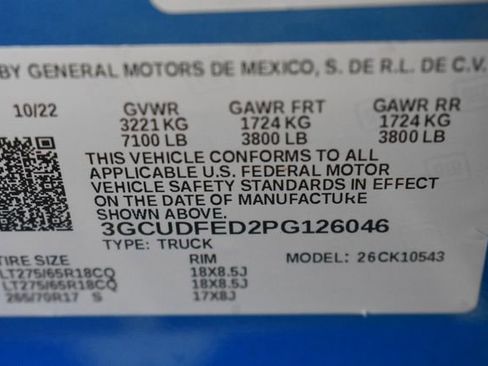 BY GENERAL MOTORS DE MEXICO, S. DE R.L. DE C.V.
10/22 GVWR GAWR FRT GAWR RR
3221 KG 1724 KG 1724 KG
7100 LB 3800 LB 3800 LB
THIS VEHICLE CONFORMS TO ALL
APPLICABLE U.S. FEDERAL MOTOR
VEHICLE SAFETY STANDARDS IN EFFECT
ON THE DATE OF MANUFACTURE
SHOWN ABOVE.
3GCUDFED2PG126046
TYPE: TRUCK MODEL: 26CK10543
TIRE SIZE RIM
LT275/65R18CQ 18X8.5J
LT275/65R18CQ 18X8.5J
265/70R17 S 17X8J